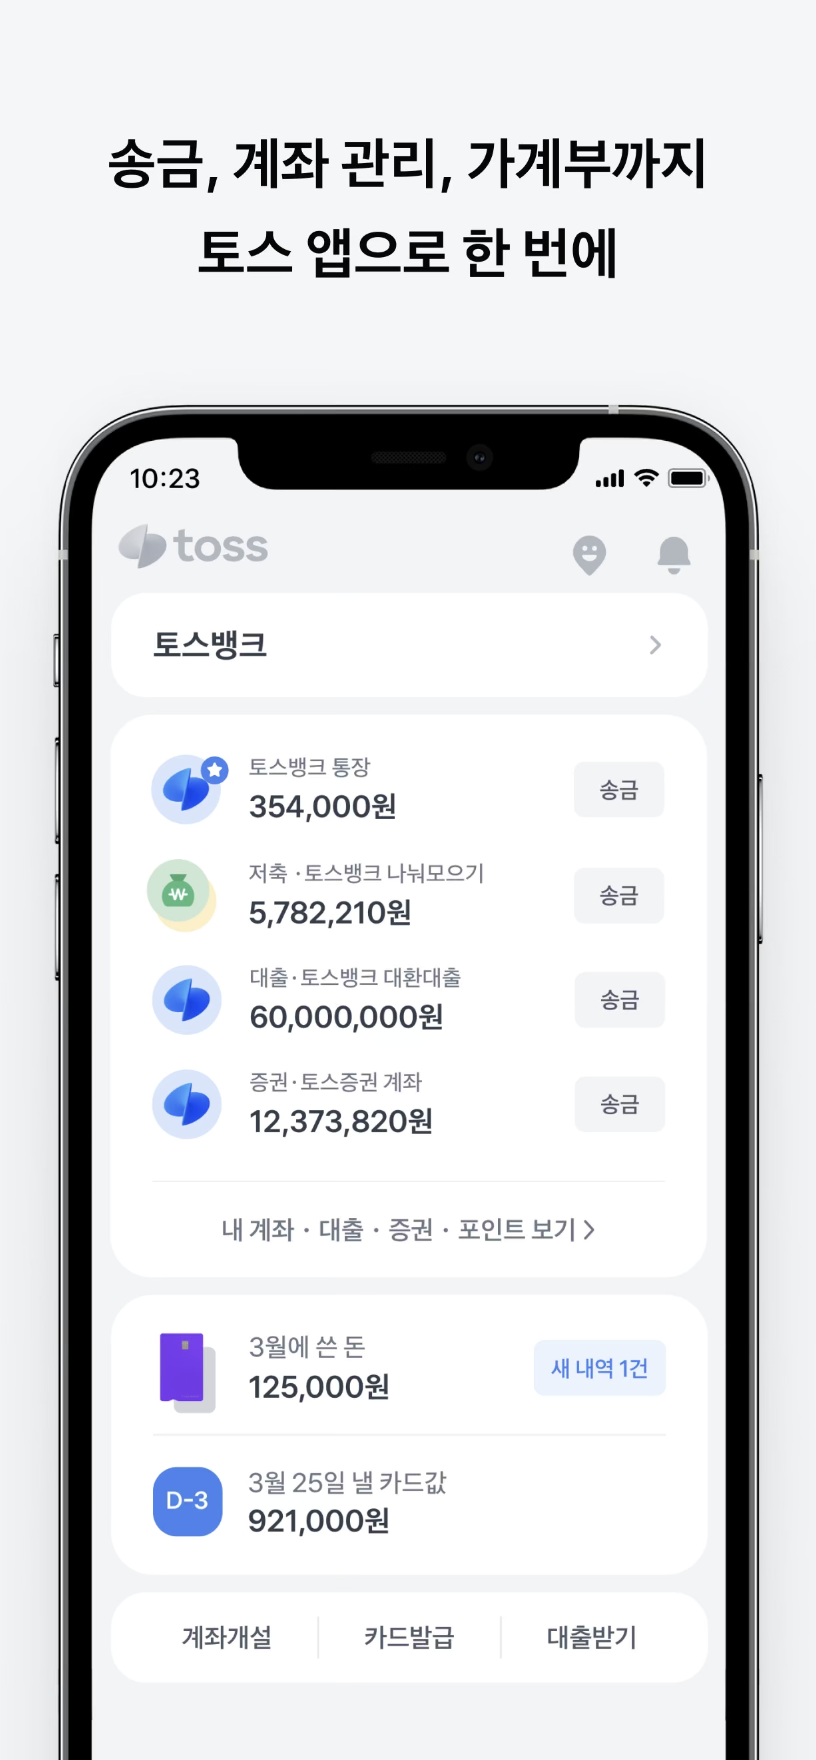 송금, 계좌 관리, 가계부까지
토스 앱으로 한 번에
10:23
toss
토스뱅크
토스뱅크 통장
354,000원
송금
저축 · 토스뱅크 나눠모으기
5,782,210원
송금
대출 · 토스뱅크 대환대출
60,000,000원
송금
증권 · 토스증권 계좌
12,373,820원
송금
내 계좌 · 대출 · 증권 · 포인트 보기
3월에 쓴 돈
125,000원
새 내역 1건
D-3
3월 25일 낼 카드값
921,000원
계좌개설
카드발급
대출받기